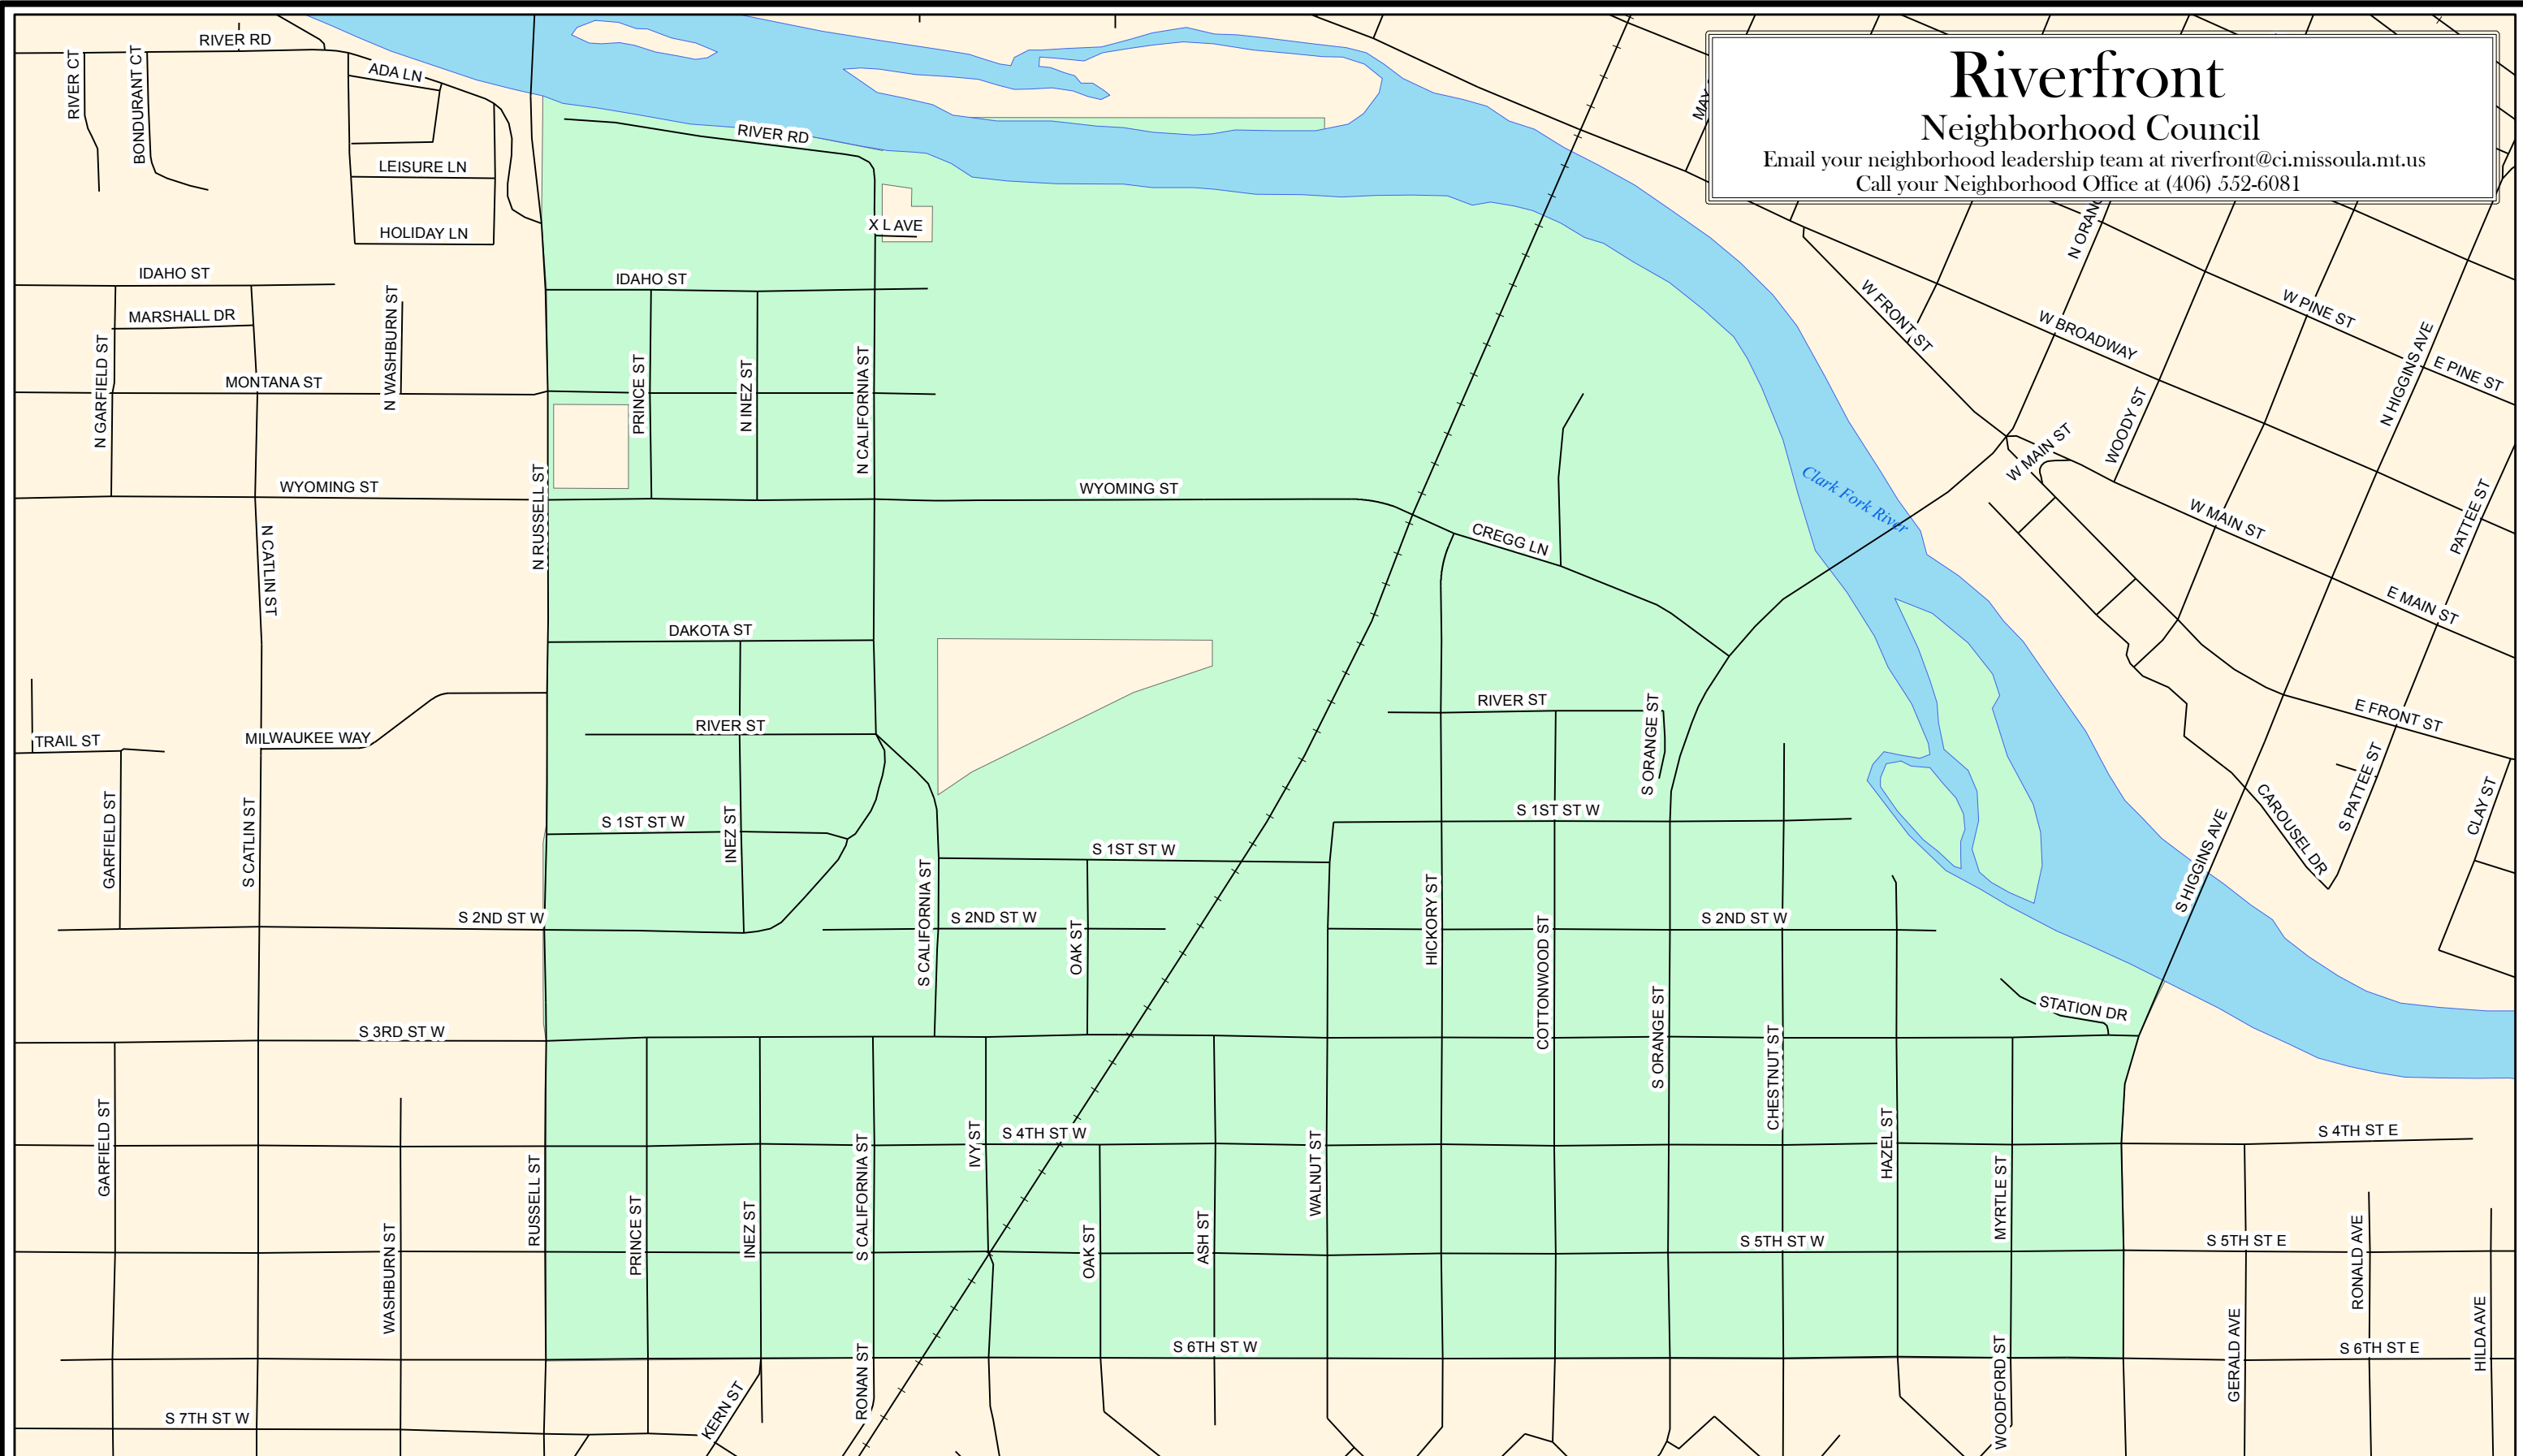 Riverfront
Neighborhood Council
Email your neighborhood leadership team at riverfront@ci.missoula.mt.us
Call your Neighborhood Office at (406) 552-6081
RIVER RD
RIVER CT
BONDURANT CT
ADA LN
LEISURE LN
HOLIDAY LN
RIVER RD
X L AVE
IDAHO ST
IDAHO ST
MARSHALL DR
N WASHBURN ST
N GARFIELD ST
MONTANA ST
PRINCE ST
N INEZ ST
N CALIFORNIA ST
W FRONT ST
W BROADWAY
W PINE ST
E PINE ST
N HIGGINS AVE
WOODY ST
W MAIN ST
W MAIN ST
PATTEE ST
E MAIN ST
Clark Fork River
WYOMING ST
WYOMING ST
N RUSSELL ST
N CATLIN ST
CREGG LN
DAKOTA ST
RIVER ST
RIVER ST
S ORANGE ST
TRAIL ST
MILWAUKEE WAY
E FRONT ST
S PATTEE ST
CAROUSEL DR
CLAY ST
S HIGGINS AVE
GARFIELD ST
S CATLIN ST
S 1ST ST W
INEZ ST
S 1ST ST W
S 1ST ST W
S CALIFORNIA ST
S 2ND ST W
S 2ND ST W
OAK ST
HICKORY ST
COTTONWOOD ST
S 2ND ST W
S 3RD ST W
S ORANGE ST
CHESTNUT ST
STATION DR
GARFIELD ST
RUSSELL ST
WASHBURN ST
PRINCE ST
INEZ ST
S CALIFORNIA ST
IVY ST
S 4TH ST W
OAK ST
ASH ST
WALNUT ST
HAZEL ST
MYRTLE ST
S 4TH ST E
S 5TH ST W
S 5TH ST E
RONALD AVE
GERALD AVE
HILDA AVE
S 6TH ST W
S 6TH ST E
S 7TH ST W
KERN ST
RONAN ST
WOODFORD ST